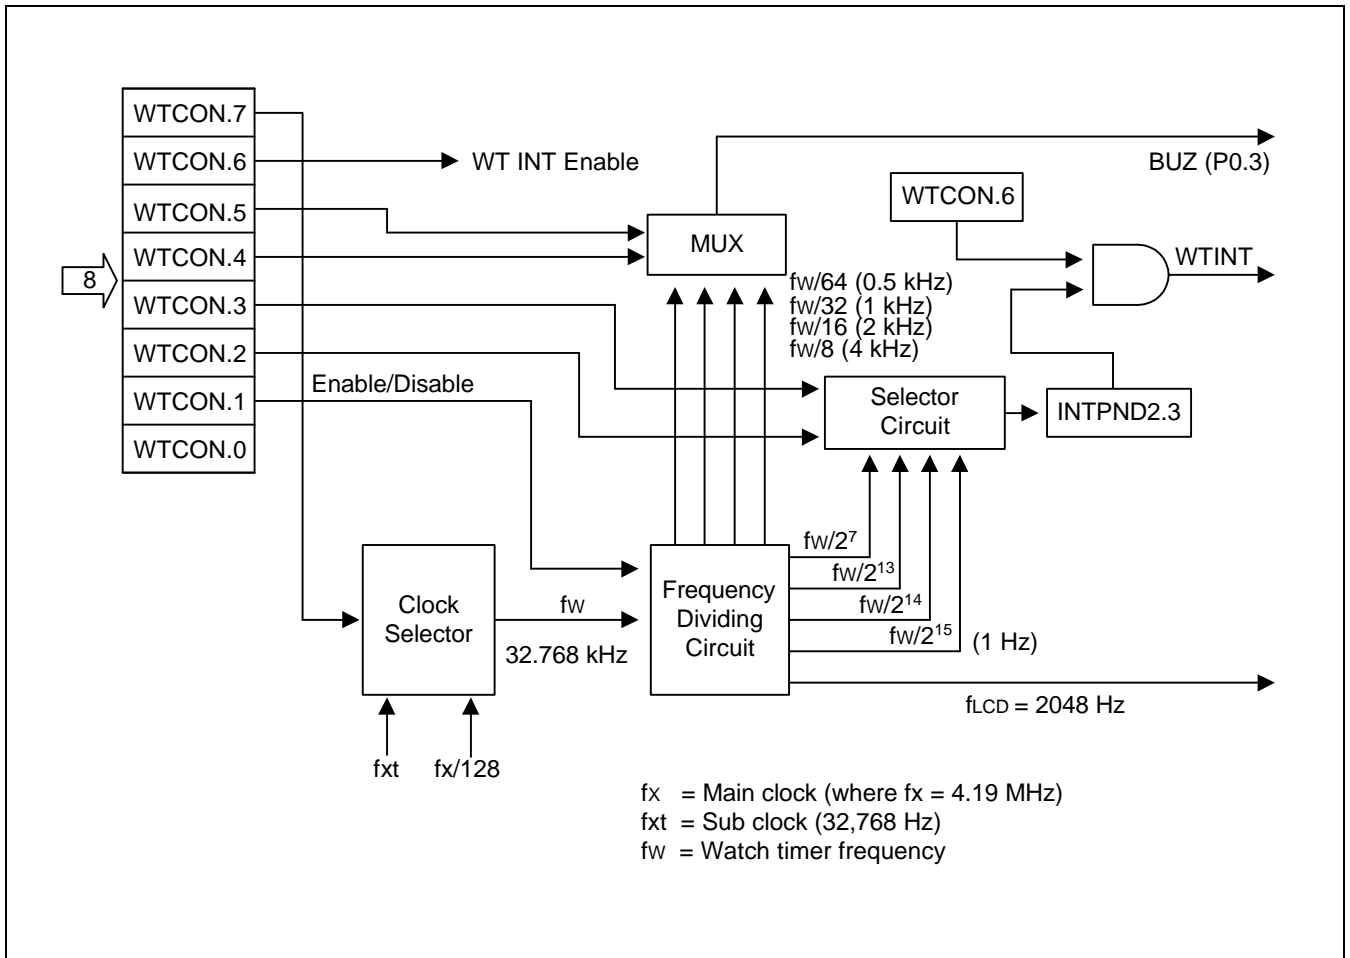 WTCON.7
WTCON.6
WTCON.5
WTCON.4
WTCON.3
WTCON.2
WTCON.1
WTCON.0
8
WT INT Enable
Enable/Disable
MUX
BUZ (P0.3)
WTCON.6
WTINT
fw/64 (0.5 kHz)
fw/32 (1 kHz)
fw/16 (2 kHz)
fw/8 (4 kHz)
Selector
Circuit
INTPND2.3
Clock
Selector
fw
32.768 kHz
fxt
fx/128
Frequency
Dividing
Circuit
fw/2⁷
fw/2¹³
fw/2¹⁴
fw/2¹⁵ (1 Hz)
fLCD = 2048 Hz
fx = Main clock (where fx = 4.19 MHz)
fxt = Sub clock (32,768 Hz)
fw = Watch timer frequency